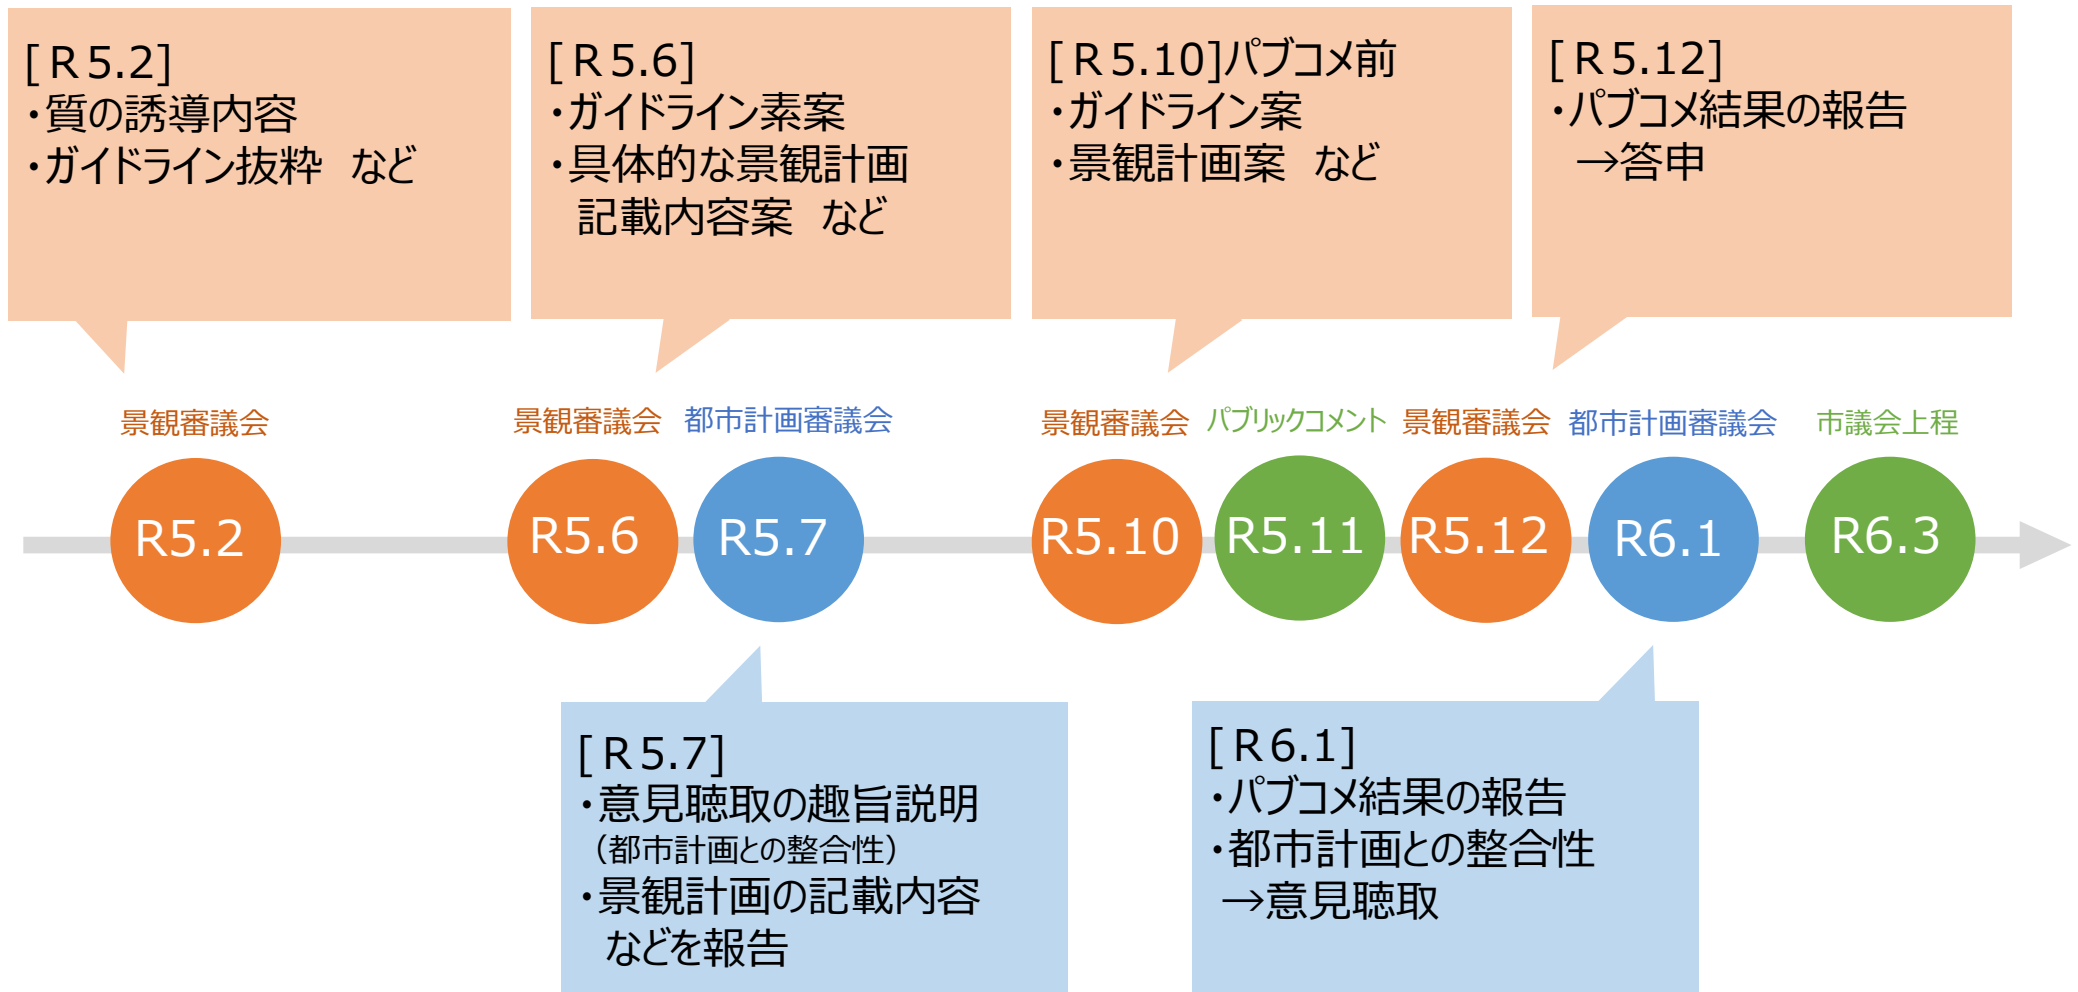 [Ｒ5.2]
・質の誘導内容
・ガイドライン抜粋　など
[Ｒ5.6]
・ガイドライン素案
・具体的な景観計画
記載内容案　など
[Ｒ5.10]パブコメ前
・ガイドライン案
・景観計画案　など
[Ｒ5.12]
・パブコメ結果の報告
→答申
景観審議会
景観審議会
都市計画審議会
景観審議会
パブリックコメント
景観審議会
都市計画審議会
市議会上程
R5.2
R5.6
R5.7
R5.10
R5.11
R5.12
R6.1
R6.3
[Ｒ5.7]
・意見聴取の趣旨説明
（都市計画との整合性）
・景観計画の記載内容
などを報告
[Ｒ6.1]
・パブコメ結果の報告
・都市計画との整合性
→意見聴取